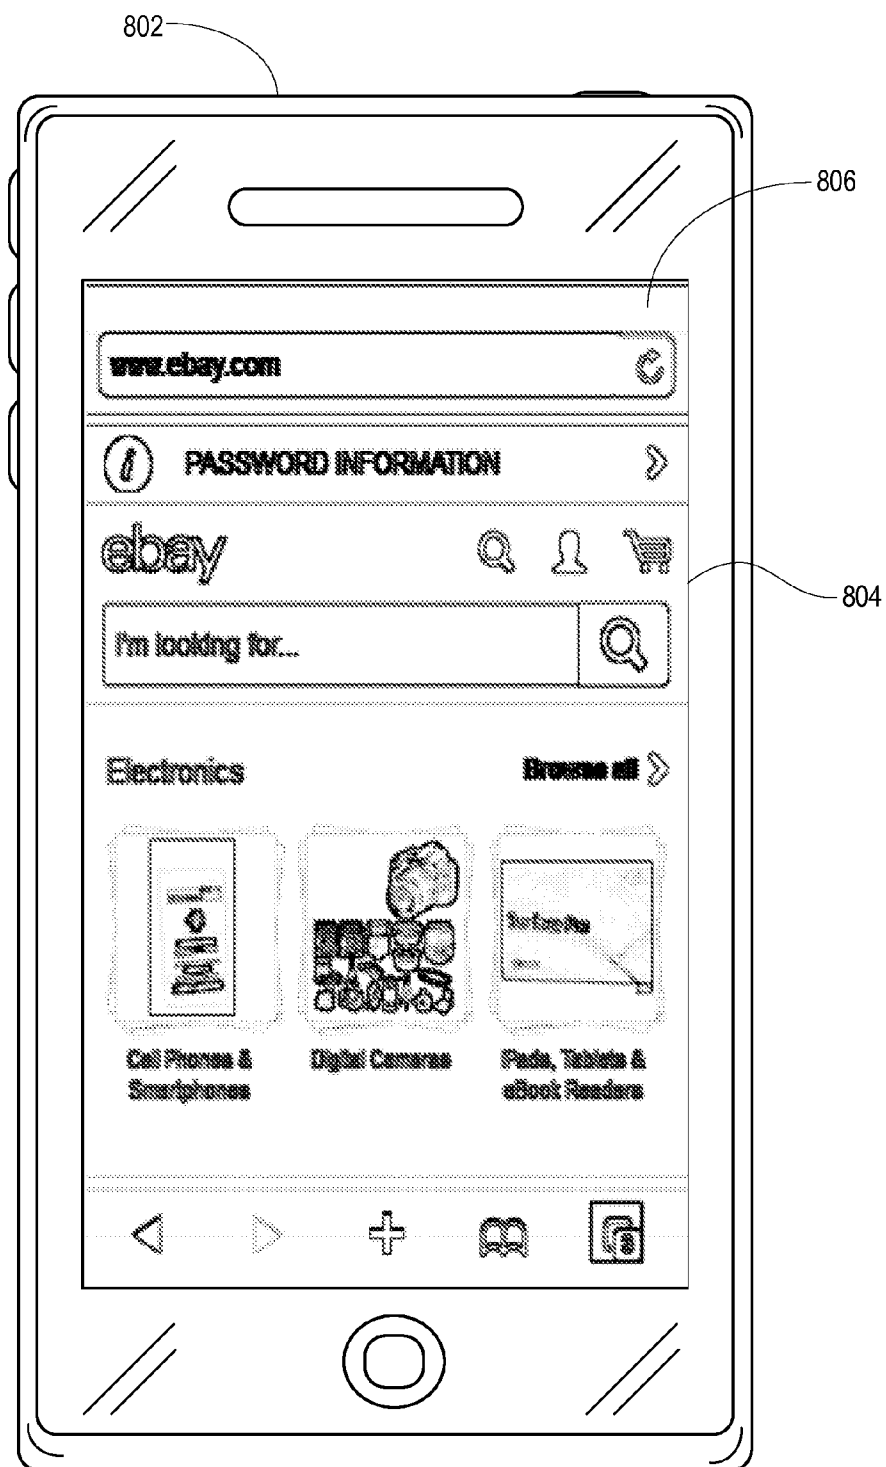 802
806
www.ebay.com
i PASSWORD INFORMATION
ebay
804
I'm looking for...
Electronics Browse all
Cell Phones & Digital Cameras iPads, Tablets &
Smartphones eBook Readers